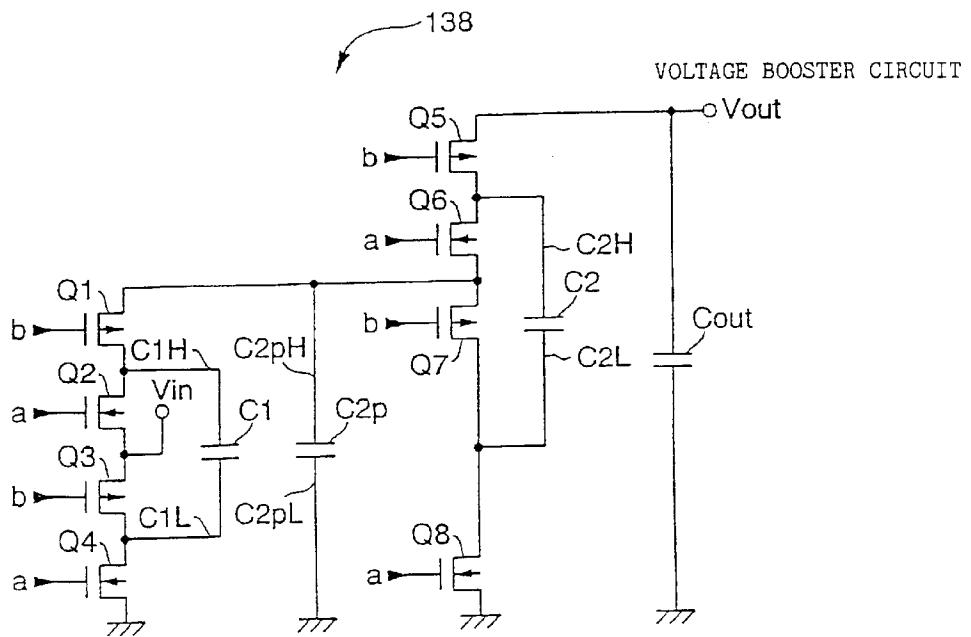 138
VOLTAGE BOOSTER CIRCUIT
Vout
Q5
b
Q6
a
C2H
C2
Q1
b
Q7
C2L
Cout
b
C1H
C2pH
Q2
Vin
a
C1
C2p
Q3
b
C1L
C2pL
Q4
Q8
a
a